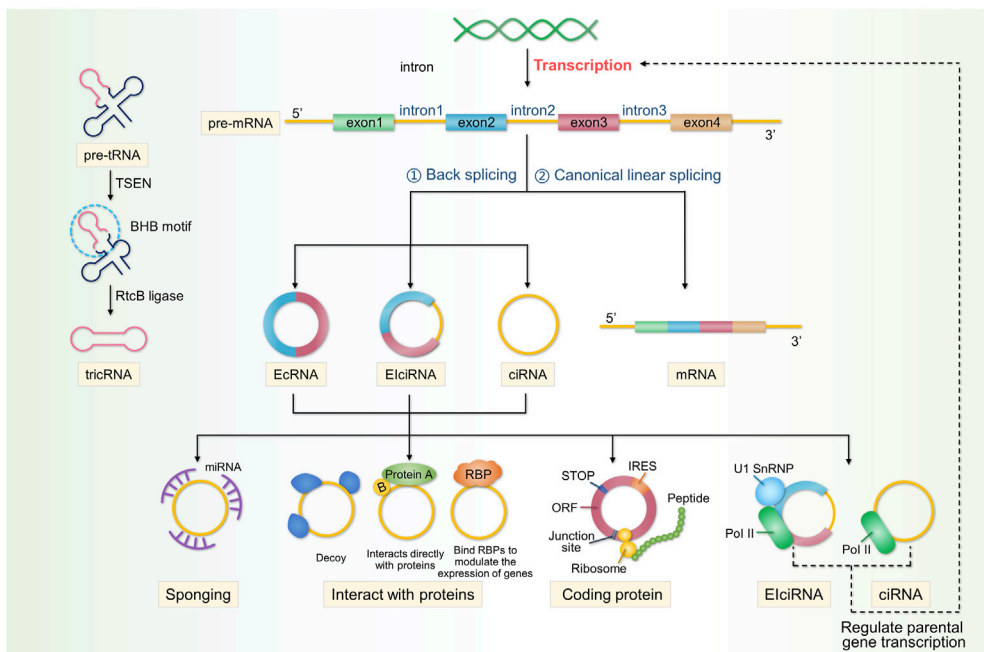 intron
Transcription
pre-mRNA
5’
exon1
intron1
exon2
intron2
exon3
intron3
exon4
3’
① Back splicing
② Canonical linear splicing
pre-tRNA
TSEN
BHB motif
RtcB ligase
tricRNA
EcRNA
EIciRNA
ciRNA
5’
3’
mRNA
miRNA
Sponging
Decoy
B
Protein A
Interacts directly
with proteins
RBP
Bind RBPs to
modulate the
expression of genes
Interact with proteins
STOP
IRES
ORF
Peptide
Junction
site
Ribosome
Coding protein
U1 SnRNP
Pol II
EIciRNA
Pol II
ciRNA
Regulate parental
gene transcription